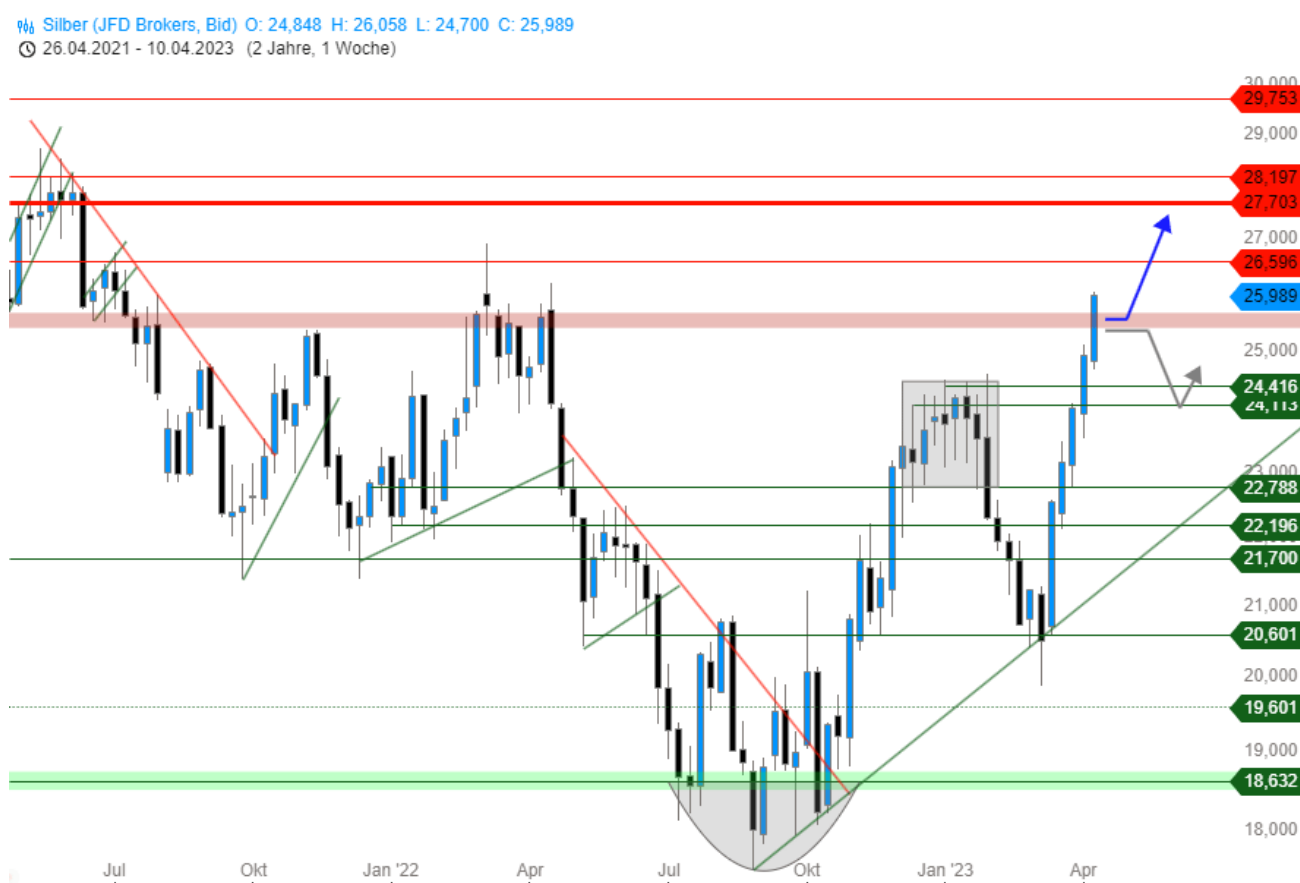 Silber (JFD Brokers, Bid) O: 24,848 H: 26,058 L: 24,700 C: 25,989
26.04.2021 - 10.04.2023 (2 Jahre, 1 Woche)
30,000
29,753
29,000
28,197
27,703
27,000
26,596
25,989
25,000
24,416
24,113
23,000
22,788
22,196
21,700
21,000
20,601
20,000
19,601
19,000
18,632
18,000
Jul
Okt
Jan '22
Apr
Jul
Okt
Jan '23
Apr